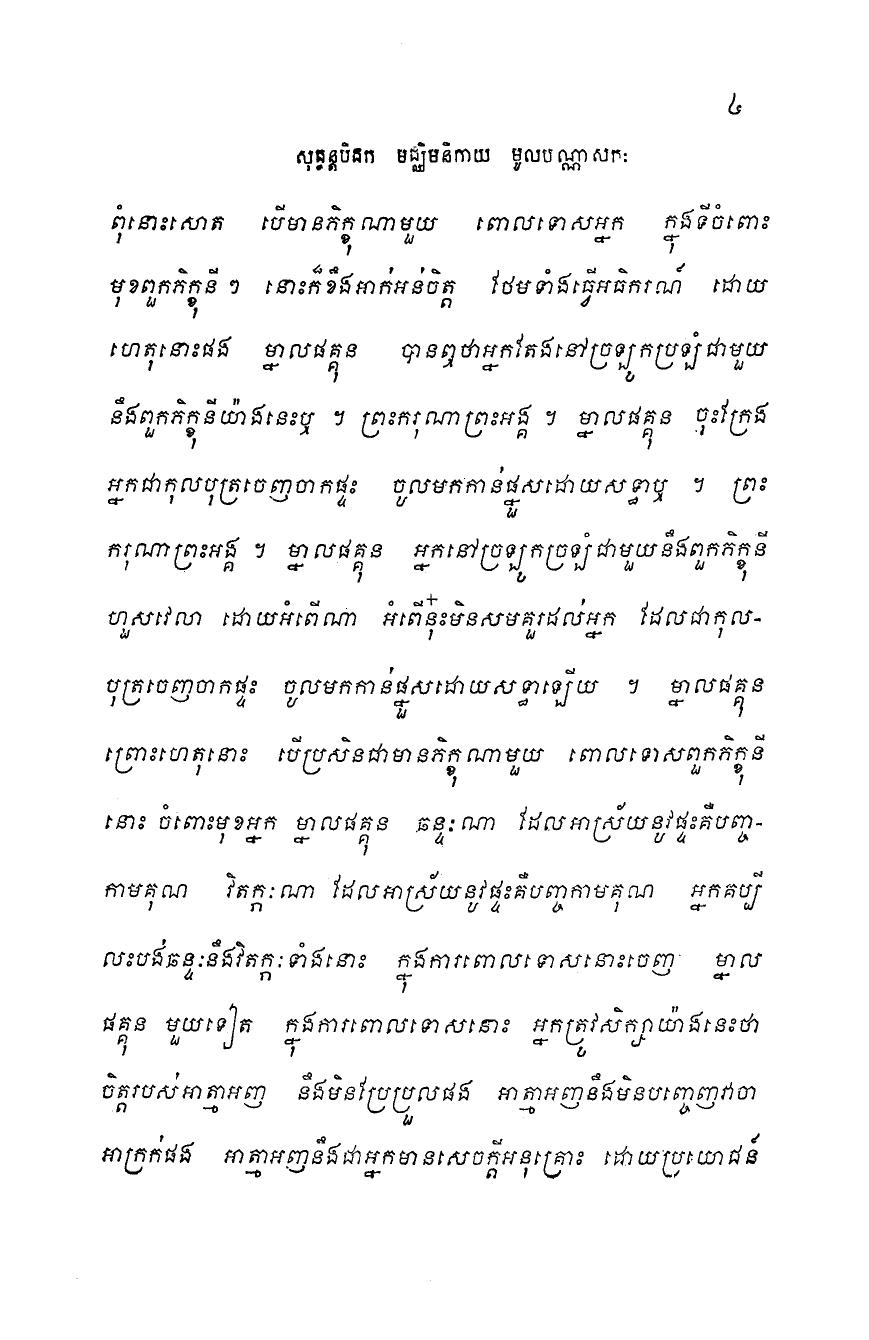 ៤
សុត្តន្តបិដក មជ្ឈិមនិកាយ មូលបណ្ណាសកៈ
ពុំនោះសោត បើមានភិក្ខុណាមួយ ពោលទោសអ្នក ក្នុងទីចំពោះ
មុខពួកភិក្ខុនី ៗ នោះក៏ខឹងអាក់អន់ចិត្ត ថែមទាំងធ្វើអធិករណ៍ ដោយ
ហេតុនោះផង ម្នាលផគ្គុន បានឮថាអ្នកតែងនៅច្រឡូកប្រឡំជាមួយ
នឹងពួកភិក្ខុនីយ៉ាងនេះឬ ។ ព្រះករុណាព្រះអង្គ ។ ម្នាលផគ្គុន ចុះក្រែង
អ្នកជាកុលបុត្រចេញចាកផ្ទះ ចូលមកកាន់ផ្នួសដោយសទ្ធាឬ ។ ព្រះ
ករុណាព្រះអង្គ ។ ម្នាលផគ្គុន អ្នកនៅច្រឡូកច្រឡំជាមួយនឹងពួកភិក្ខុនី
ហួសវេលា ដោយអំពើណា អំពើនុ៎ះមិនសមគួរដល់អ្នក ដែលជាកុល-
បុត្រចេញចាកផ្ទះ ចូលមកកាន់ផ្នួសដោយសទ្ធាឡើយ ។ ម្នាលផគ្គុន
ព្រោះហេតុនោះ បើប្រសិនជាមានភិក្ខុណាមួយ ពោលទោសពួកភិក្ខុនី
នោះ ចំពោះមុខអ្នក ម្នាលផគ្គុន ឆន្ទៈណា ដែលអាស្រ័យនូវផ្ទះគឺបញ្ច-
កាមគុណ វិតក្កៈណា ដែលអាស្រ័យនូវផ្ទះគឺបញ្ចកាមគុណ អ្នកគប្បី
លះបង់ឆន្ទៈនឹងវិតក្កៈទាំងនោះ ក្នុងការពោលទោសនោះចេញ ម្នាល
ផគ្គុន មួយទៀត ក្នុងការពោលទោសនោះ អ្នកត្រូវសិក្សាយ៉ាងនេះថា
ចិត្តរបស់អាត្មាអញ នឹងមិនប្រែប្រួលផង អាត្មាអញនឹងមិនបញ្ចេញវាចា
អាក្រក់ផង អាត្មាអញនឹងជាអ្នកមានសេចក្តីអនុគ្រោះ ដោយប្រយោជន៍